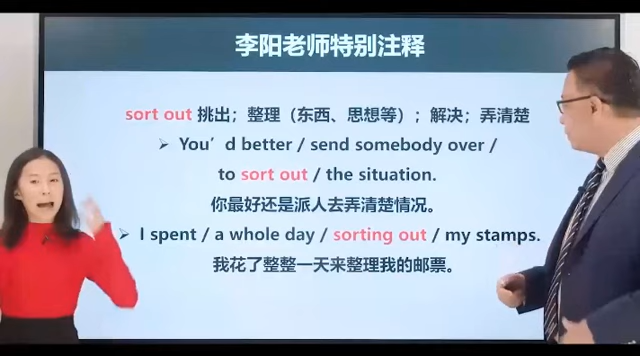 李阳老师特别注释
sort out 挑出；整理（东西、思想等）；解决；弄清楚
➢ You'd better / send somebody over /
to sort out / the situation.
你最好还是派人去弄清楚情况。
➢ I spent / a whole day / sorting out / my stamps.
我花了整整一天来整理我的邮票。